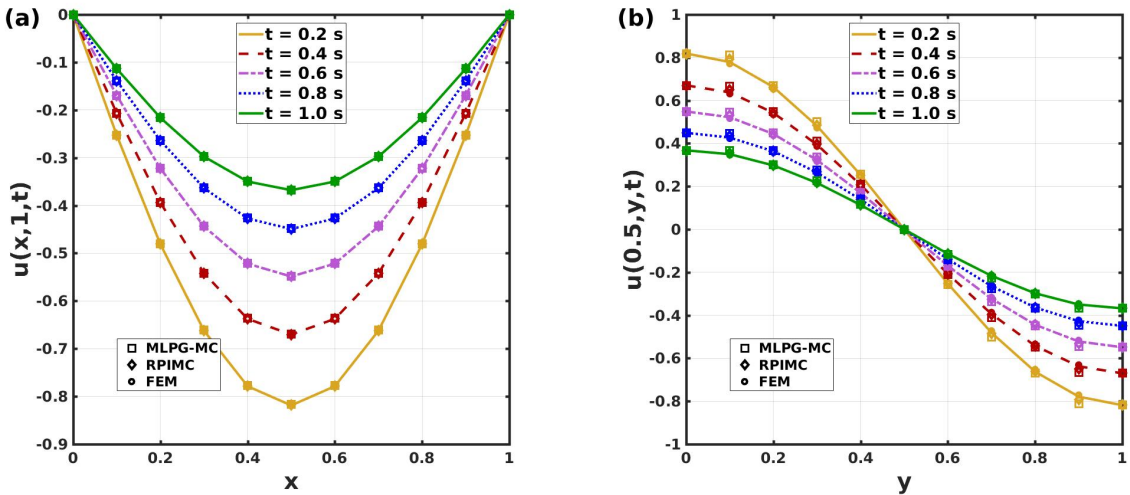 (a)
0
-0.1
-0.2
-0.3
-0.4
-0.5
-0.6
-0.7
-0.8
-0.9
u(x,1,t)
t = 0.2 s
t = 0.4 s
t = 0.6 s
t = 0.8 s
t = 1.0 s
MLPG-MC
RPIMC
FEM
0 0.2 0.4 0.6 0.8 1
x
(b)
1
0.8
0.6
0.4
0.2
0
-0.2
-0.4
-0.6
-0.8
-1
u(0.5,y,t)
t = 0.2 s
t = 0.4 s
t = 0.6 s
t = 0.8 s
t = 1.0 s
MLPG-MC
RPIMC
FEM
0 0.2 0.4 0.6 0.8 1
y